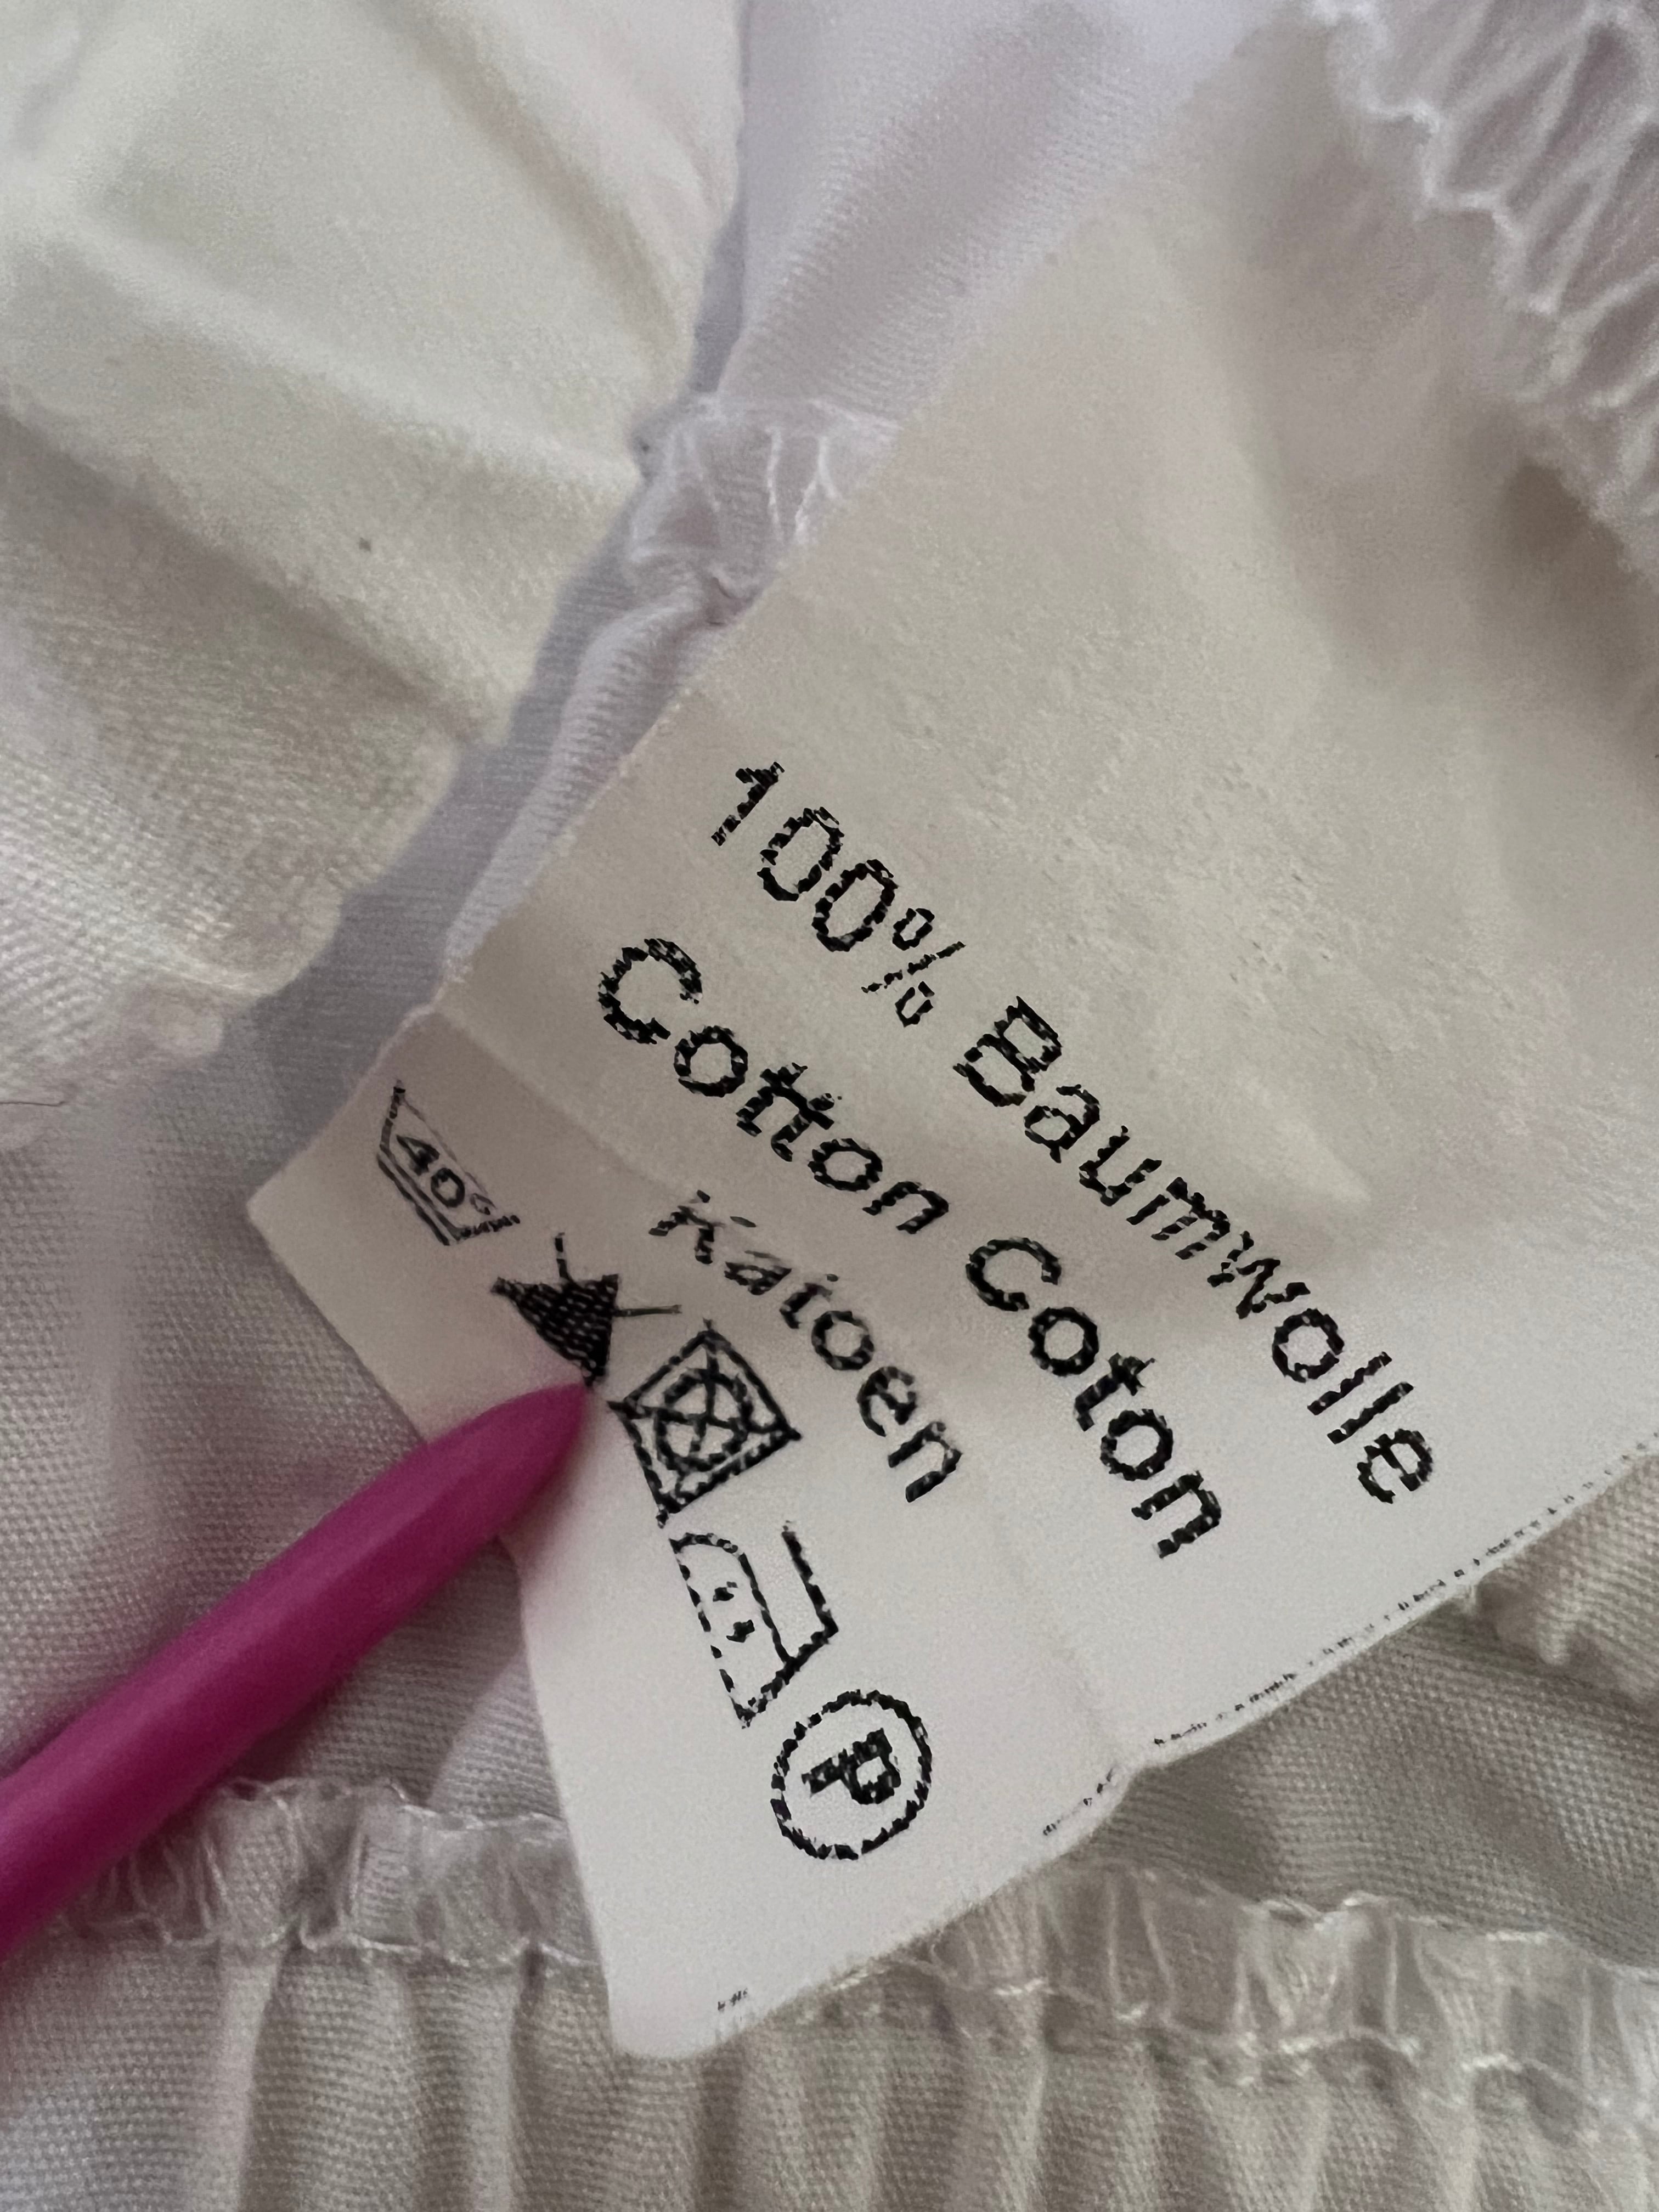 100% Baumwolle
Cotton Coton
Katoen
40°
P